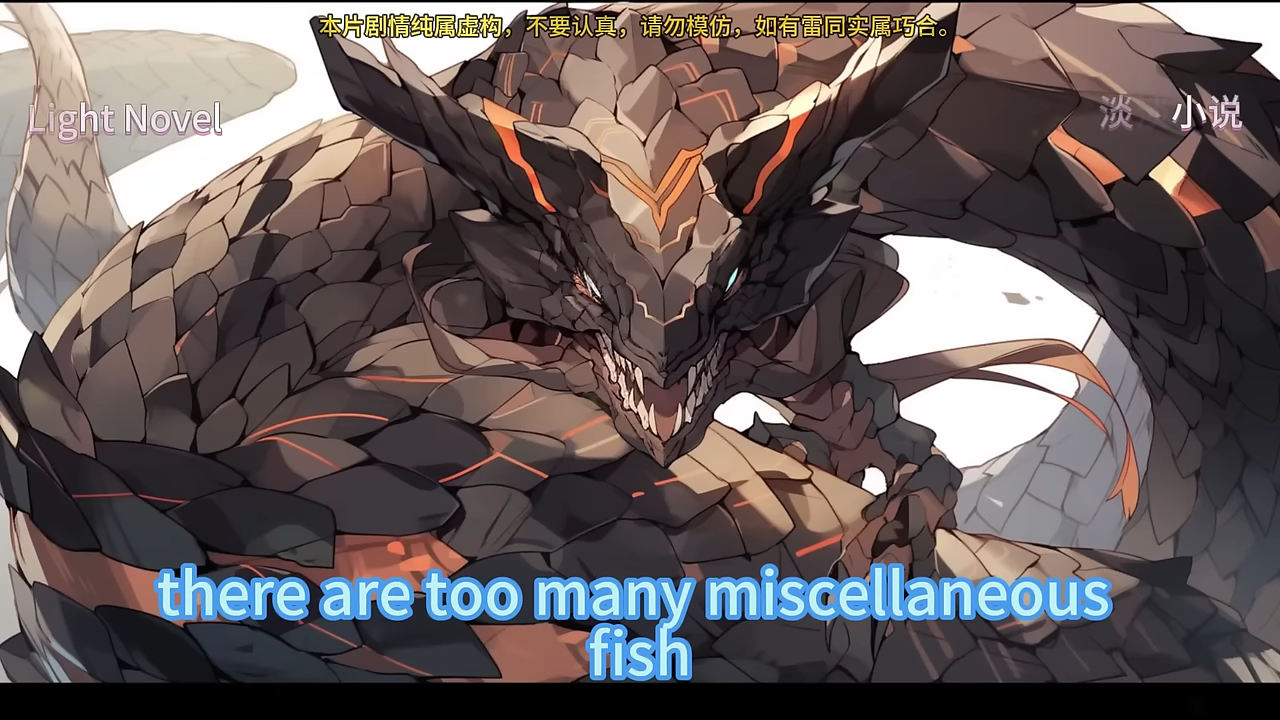 本片剧情纯属虚构，不要认真，请勿模仿，如有雷同实属巧合。
Light Novel
淡 小说
there are too many miscellaneous
fish